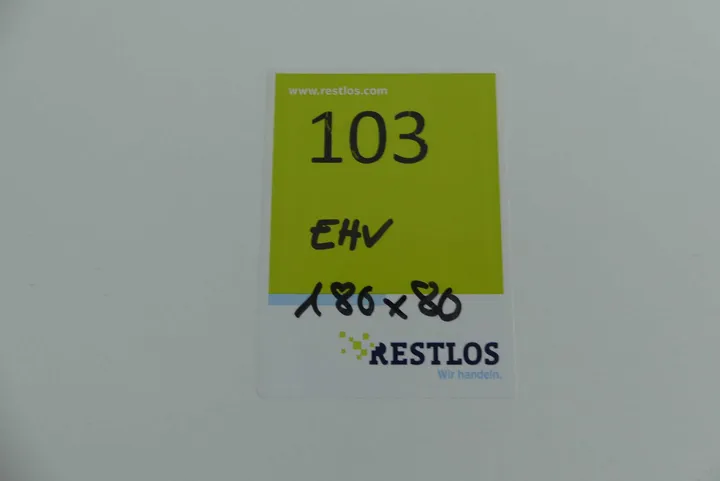 www.restlos.com
103
EHV
180x80
RESTLOS
Wir handeln.